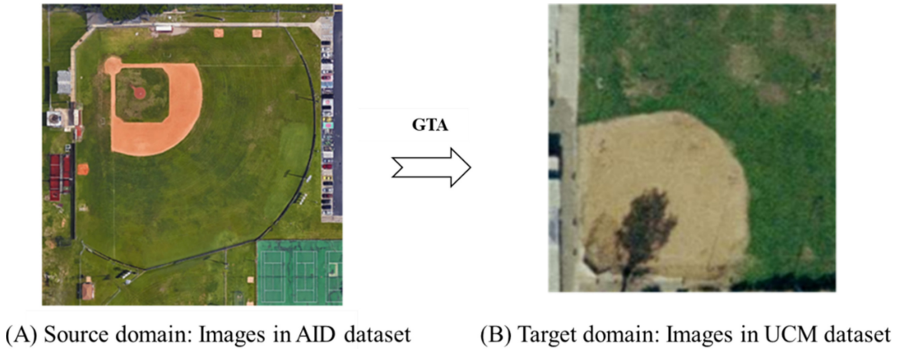 GTA
(A) Source domain: Images in AID dataset
(B) Target domain: Images in UCM dataset